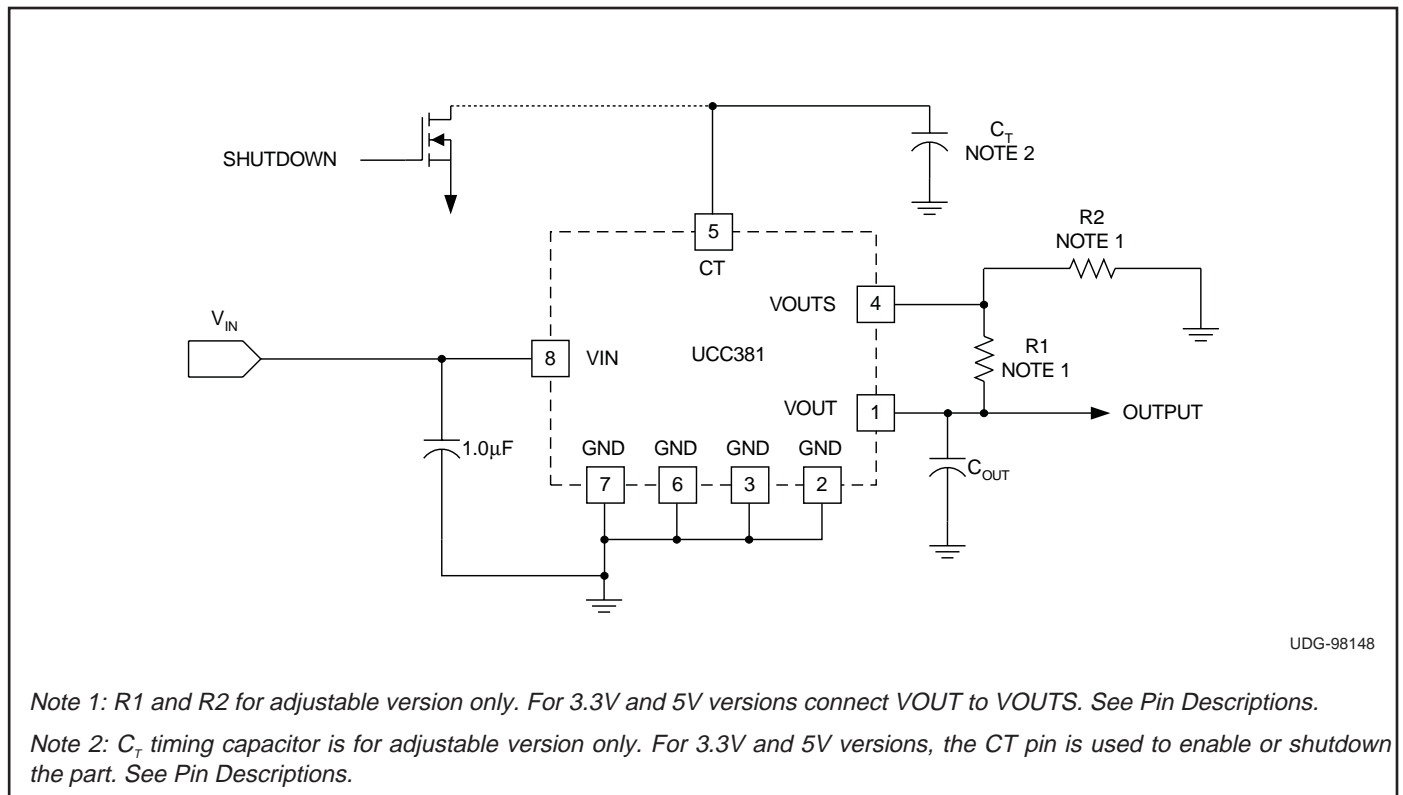 C_T
NOTE 2
SHUTDOWN
R2
NOTE 1
5
CT
VOUTS
4
V_IN
R1
NOTE 1
8
VIN
UCC381
VOUT
1
OUTPUT
1.0μF
GND
GND
GND
GND
C_OUT
7
6
3
2
UDG-98148
Note 1: R1 and R2 for adjustable version only. For 3.3V and 5V versions connect VOUT to VOUTS. See Pin Descriptions.
Note 2: C_T timing capacitor is for adjustable version only. For 3.3V and 5V versions, the CT pin is used to enable or shutdown
the part. See Pin Descriptions.